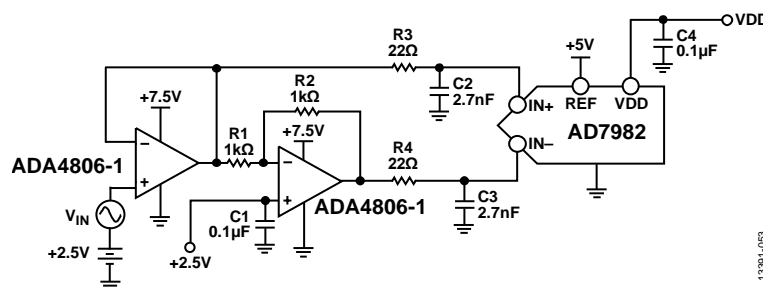 VDD
C4
0.1µF
+5V
REF
VDD
IN+
IN–
AD7982
R3
22Ω
C2
2.7nF
R2
1kΩ
+7.5V
+7.5V
R1
1kΩ
R4
22Ω
ADA4806-1
ADA4806-1
−
+
−
+
VIN
+2.5V
+2.5V
C1
0.1µF
C3
2.7nF
13391-053